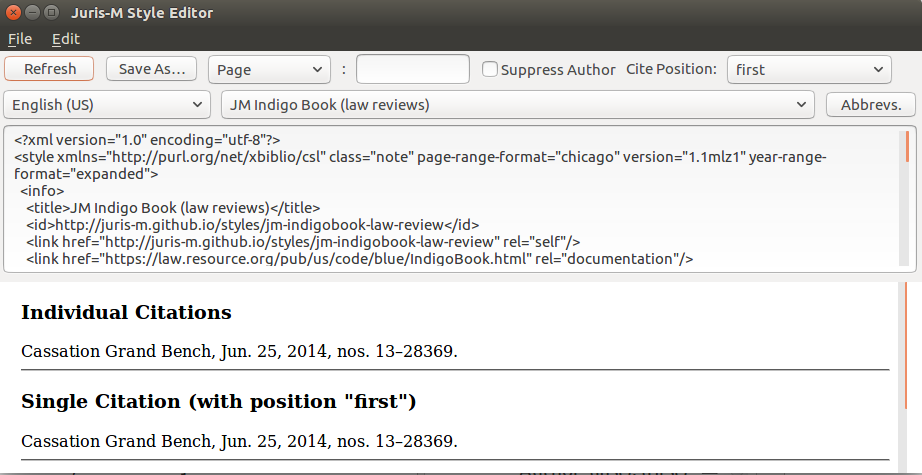 Juris-M Style Editor
File Edit
Refresh Save As... Page : Suppress Author Cite Position: first
English (US) JM Indigo Book (law reviews) Abbrevs.
<?xml version="1.0" encoding="utf-8"?>
<style xmlns="http://purl.org/net/xbiblio/csl" class="note" page-range-format="chicago" version="1.1mlz1" year-range-
format="expanded">
<info>
<title>JM Indigo Book (law reviews)</title>
<id>http://juris-m.github.io/styles/jm-indigobook-law-review</id>
<link href="http://juris-m.github.io/styles/jm-indigobook-law-review" rel="self"/>
<link href="https://law.resource.org/pub/us/code/blue/IndigoBook.html" rel="documentation"/>
Individual Citations
Cassation Grand Bench, Jun. 25, 2014, nos. 13–28369.
Single Citation (with position "first")
Cassation Grand Bench, Jun. 25, 2014, nos. 13–28369.